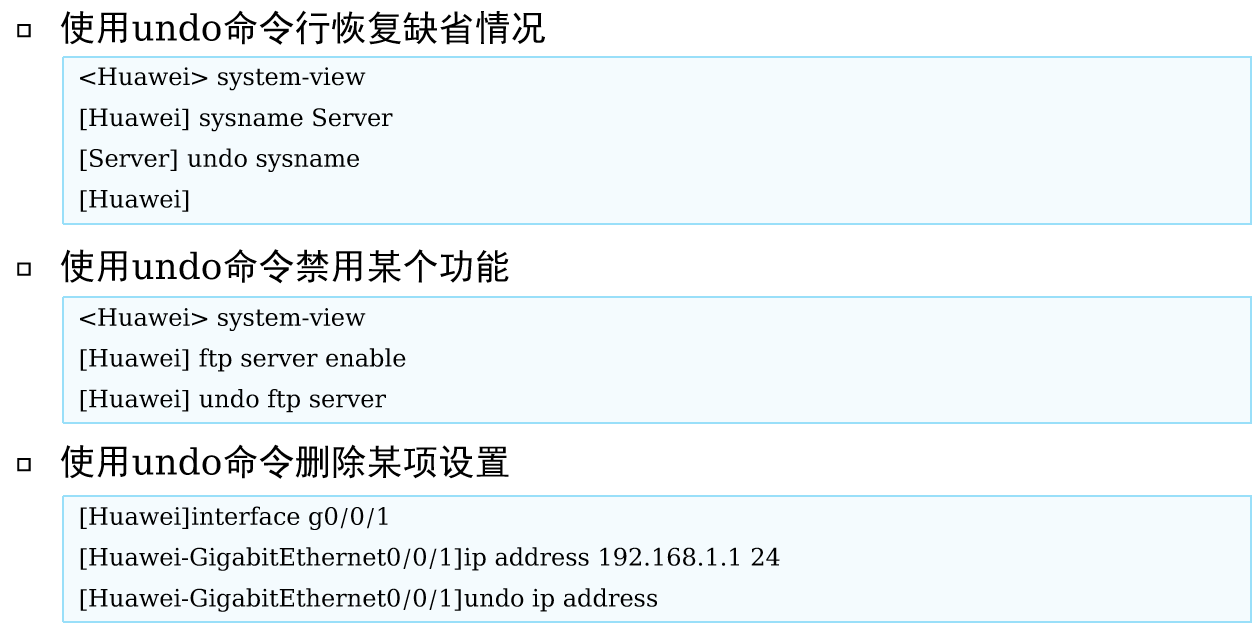 使用undo命令行恢复缺省情况
<Huawei> system-view
[Huawei] sysname Server
[Server] undo sysname
[Huawei]
使用undo命令禁用某个功能
<Huawei> system-view
[Huawei] ftp server enable
[Huawei] undo ftp server
使用undo命令删除某项设置
[Huawei]interface g0/0/1
[Huawei-GigabitEthernet0/0/1]ip address 192.168.1.1 24
[Huawei-GigabitEthernet0/0/1]undo ip address